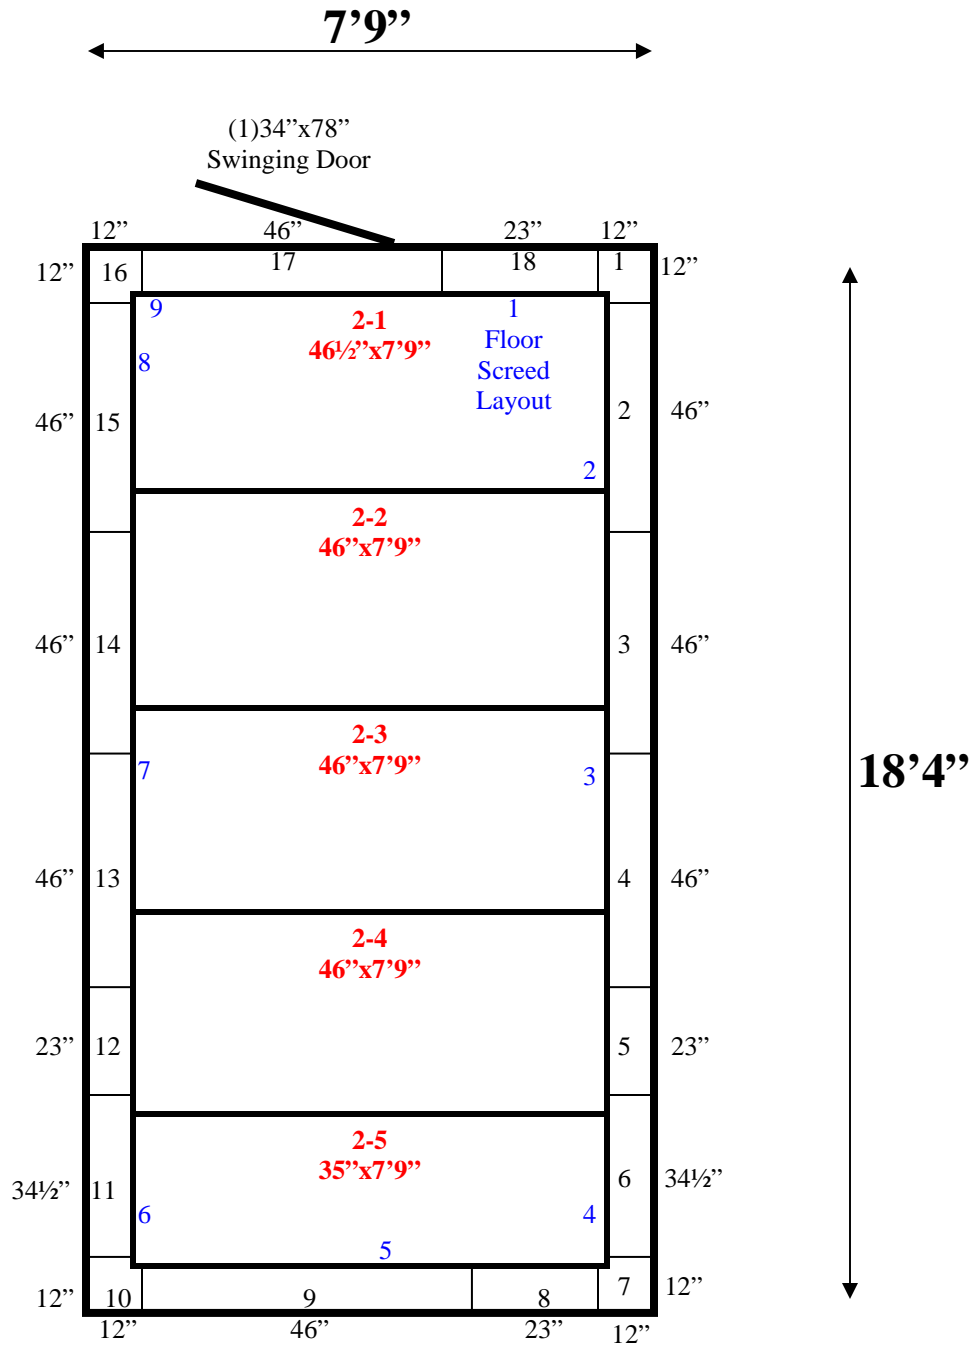 7’9”
(1)34”x78”
Swinging Door
12” 46” 23” 12”
12” 16 17 18 1 12”
9 2-1 1
46½”x7’9” Floor
8 Screed
Layout
46” 15 2 46”
2
2-2
46”x7’9”
46” 14 3 46”
2-3
7 46”x7’9” 3
18’4”
46” 13 4 46”
2-4
46”x7’9”
23” 12 5 23”
2-5
35”x7’9”
34½” 11 6 34½”
6 4
5
12” 10 9 8 7 12”
12” 46” 23” 12”